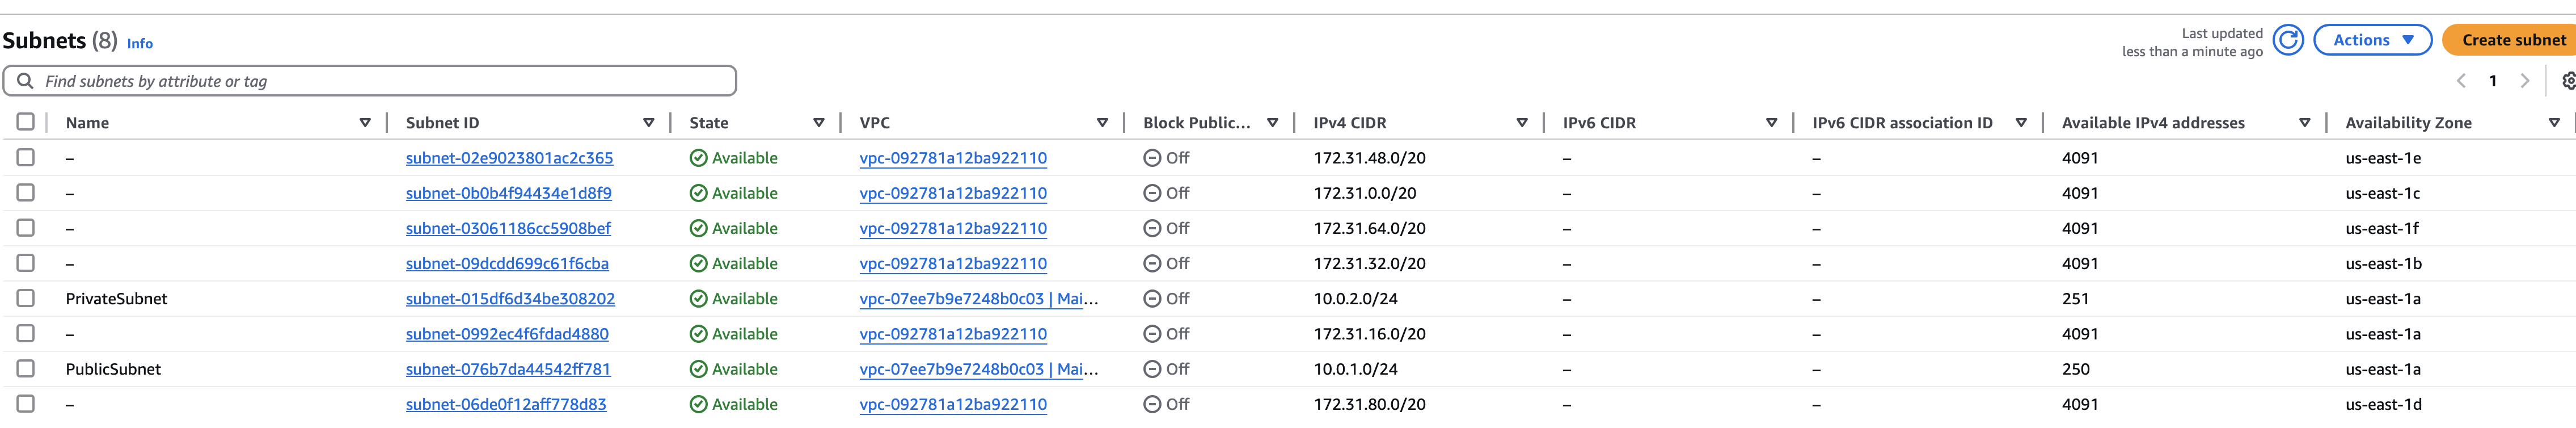 Subnets (8) Info
Last updated
less than a minute ago
Actions
Create subnet
Find subnets by attribute or tag
1
Name Subnet ID State VPC Block Public... IPv4 CIDR IPv6 CIDR IPv6 CIDR association ID Available IPv4 addresses Availability Zone
– subnet-02e9023801ac2c365 Available vpc-092781a12ba922110 Off 172.31.48.0/20 – – 4091 us-east-1e
– subnet-0b0b4f94434e1d8f9 Available vpc-092781a12ba922110 Off 172.31.0.0/20 – – 4091 us-east-1c
– subnet-03061186cc5908bef Available vpc-092781a12ba922110 Off 172.31.64.0/20 – – 4091 us-east-1f
– subnet-09dcdd699c61f6cba Available vpc-092781a12ba922110 Off 172.31.32.0/20 – – 4091 us-east-1b
PrivateSubnet subnet-015df6d34be308202 Available vpc-07ee7b9e7248b0c03 | Mai... Off 10.0.2.0/24 – – 251 us-east-1a
– subnet-0992ec4f6fdad4880 Available vpc-092781a12ba922110 Off 172.31.16.0/20 – – 4091 us-east-1a
PublicSubnet subnet-076b7da44542ff781 Available vpc-07ee7b9e7248b0c03 | Mai... Off 10.0.1.0/24 – – 250 us-east-1a
– subnet-06de0f12aff778d83 Available vpc-092781a12ba922110 Off 172.31.80.0/20 – – 4091 us-east-1d